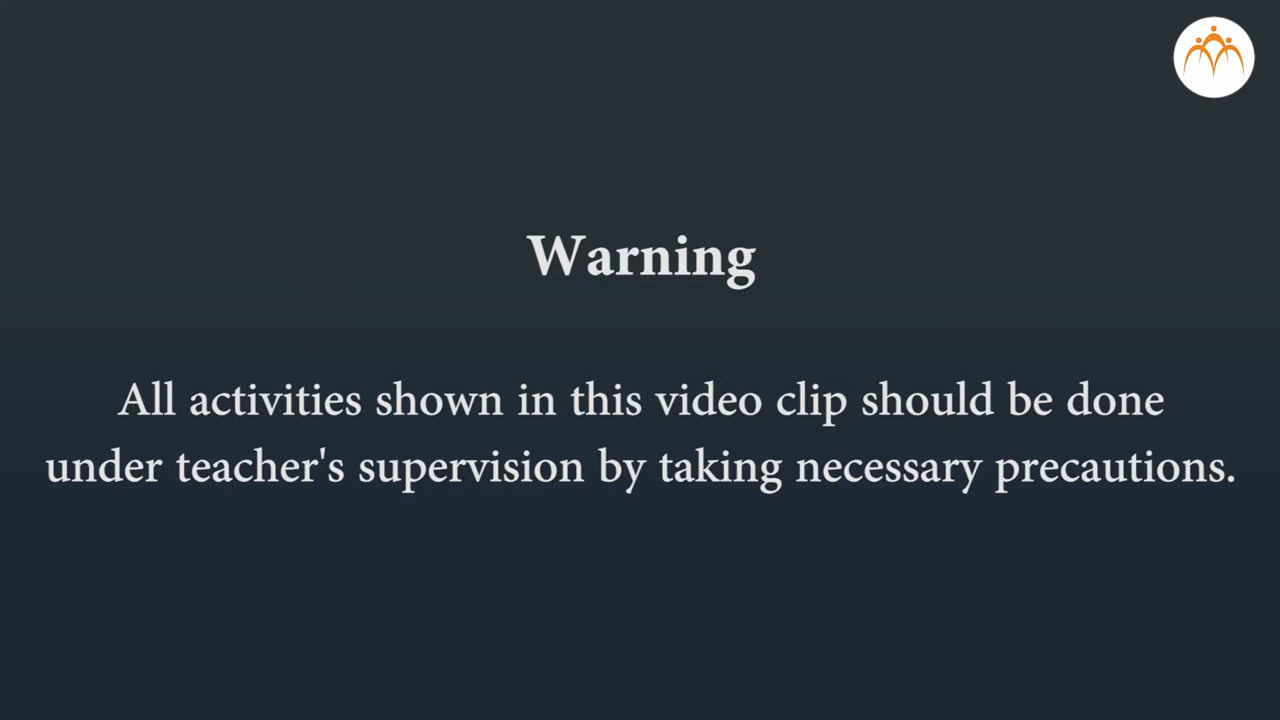 Warning
All activities shown in this video clip should be done
under teacher's supervision by taking necessary precautions.